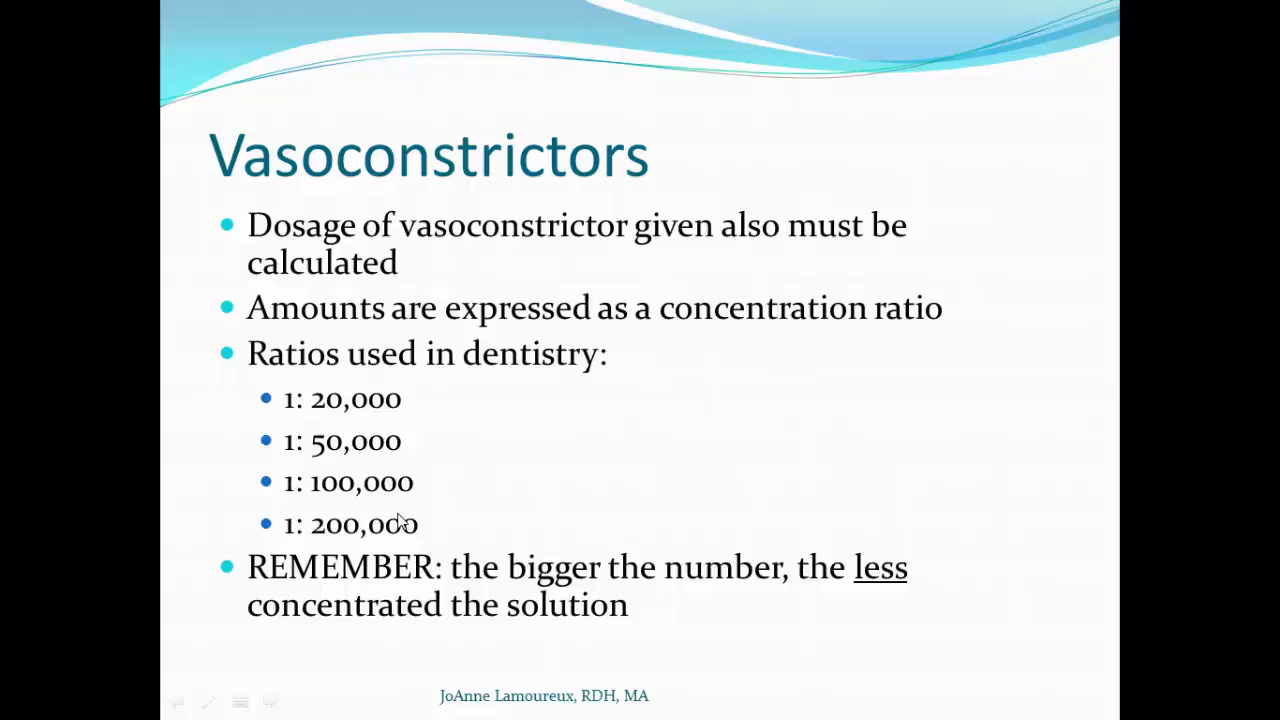 Vasoconstrictors
Dosage of vasoconstrictor given also must be
calculated
Amounts are expressed as a concentration ratio
Ratios used in dentistry:
1: 20,000
1: 50,000
1: 100,000
1: 200,000
REMEMBER: the bigger the number, the less
concentrated the solution
JoAnne Lamoureux, RDH, MA